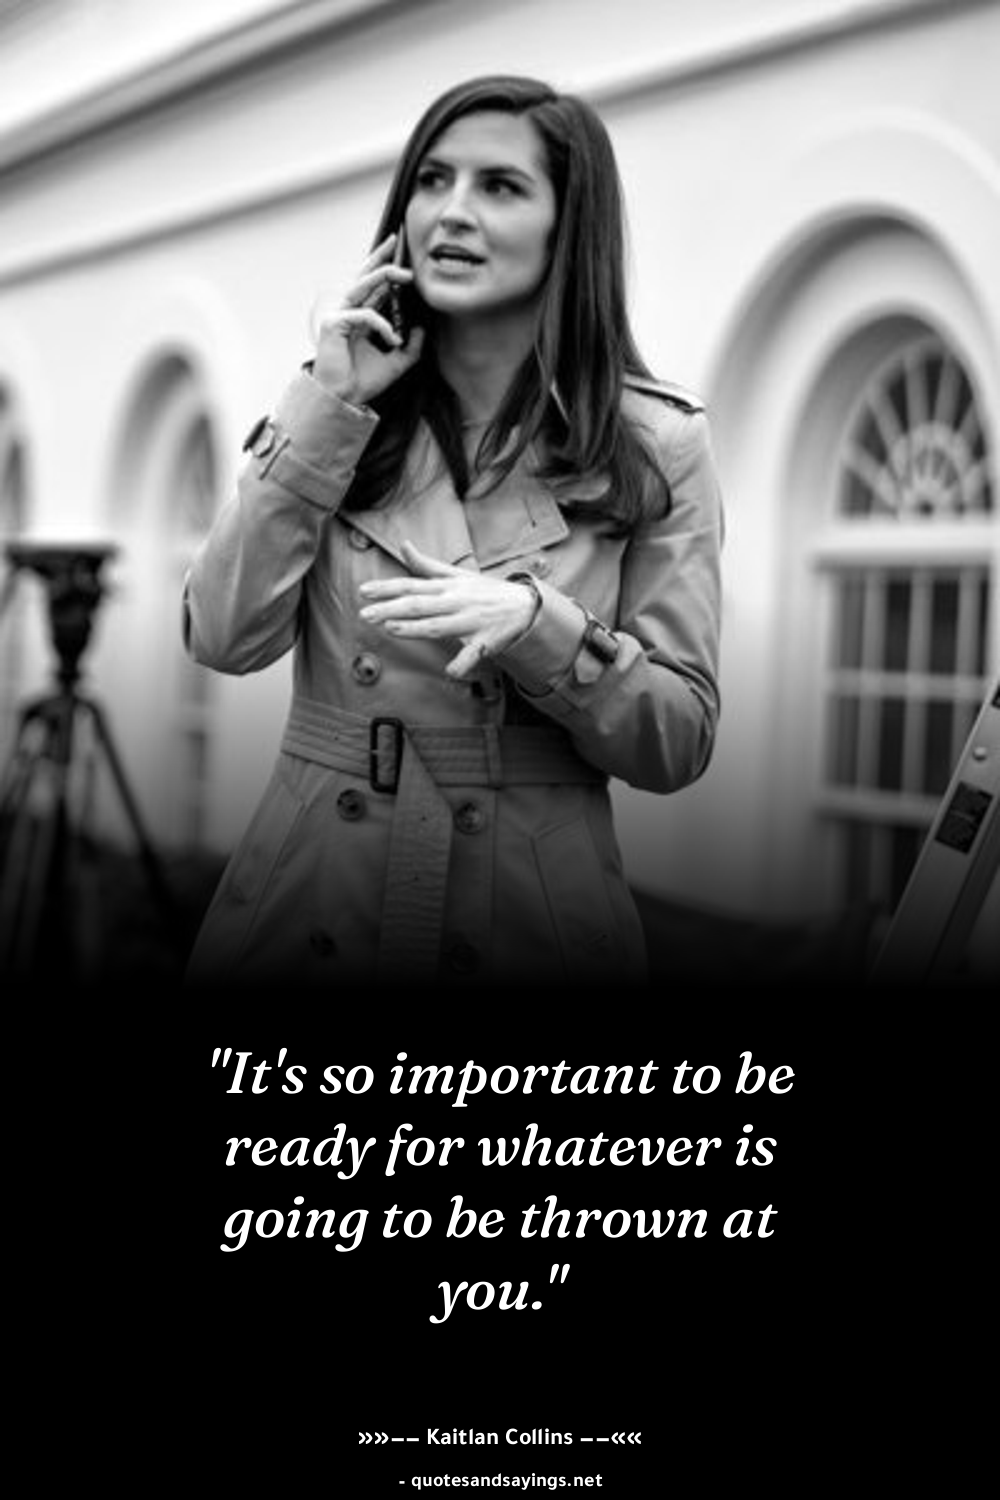 "It's so important to be
ready for whatever is
going to be thrown at
you."
»»−− Kaitlan Collins −−««
- quotesandsayings.net